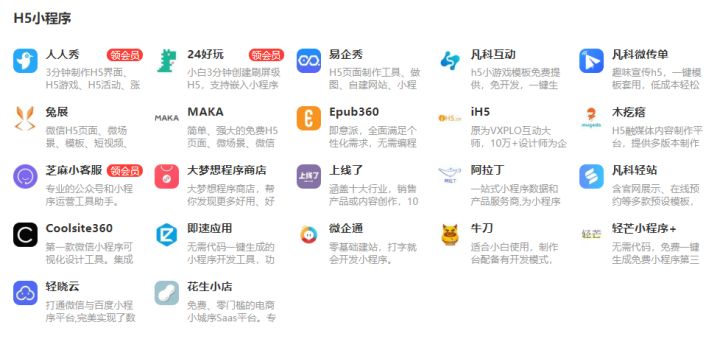 H5小程序
人人秀 领会员
3分钟制作H5界面、
H5游戏、H5活动、涨
24好玩 领会员
小白3分钟创建刷屏级
H5，支持嵌入小程序
易企秀
H5页面制作工具、做
图、自建网站、小程
凡科互动
h5小游戏模板免费提
供，免开发，一键生
凡科微传单
趣味宣传h5，一键模
板套用，低成本轻松
兔展
微信H5页面、微场
景、模板、短视频、
MAKA
MAKA
简单、强大的免费H5
页面、微场景、微信
Epub360
即意派，全面满足个
性化需求，无需编程
iH5
原为VXPLO互动大
师，10万+设计师为企
木疙瘩
H5融媒体内容制作平
台，提供多版本制作
芝麻小客服 领会员
专业的公众号和小程
序运营工具助手。
大梦想程序商店
大梦想程序商店，帮
你发现更多好用、好
上线了
上线了
涵盖十大行业，销售
产品或内容创作，10
阿拉丁
一站式小程序数据和
产品服务商,为小程序
凡科轻站
含官网展示、在线预
约等多款预设模板，
Coolsite360
第一款微信小程序可
视化设计工具。集成
即速应用
无需代码一键生成的
小程序开发工具，功
微企通
零基础建站，打字就
会开发小程序。
牛刀
适合小白使用，制作
台配备有开发模式，
轻芒
轻芒小程序+
无需代码，免费一键
生成免费小程序第三
轻晓云
打通微信与百度小程
序平台,完美实现了数
花生小店
免费、零门槛的电商
小城序Saas平台。专